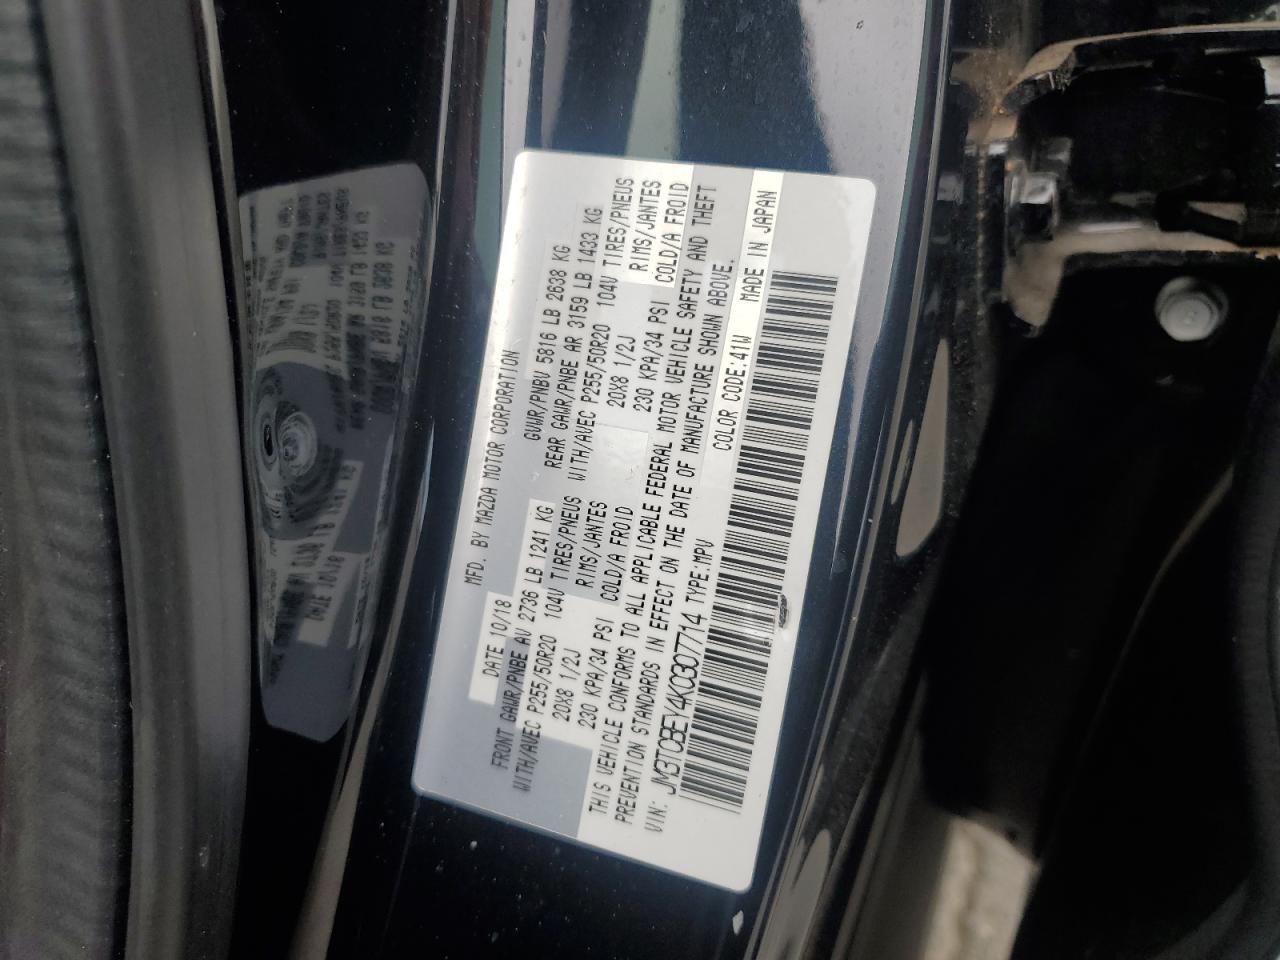 MFD. BY MAZDA MOTOR CORPORATION
DATE 10/18 GVWR/PNBV 5816 LB 2638 KG
FRONT GAWR/PNBE AV 2736 LB 1241 KG REAR GAWR/PNBE AR 3159 LB 1433 KG
WITH/AVEC P255/50R20 104V TIRES/PNEUS WITH/AVEC P255/50R20 104V TIRES/PNEUS
20X8 1/2J RIMS/JANTES 20X8 1/2J RIMS/JANTES
230 KPA/34 PSI COLD/A FROID 230 KPA/34 PSI COLD/A FROID
THIS VEHICLE CONFORMS TO ALL APPLICABLE FEDERAL MOTOR VEHICLE SAFETY AND THEFT
PREVENTION STANDARDS IN EFFECT ON THE DATE OF MANUFACTURE SHOWN ABOVE.
VIN: JM3TCBEY4K0307714 TYPE:MPV COLOR CODE:41W MADE IN JAPAN